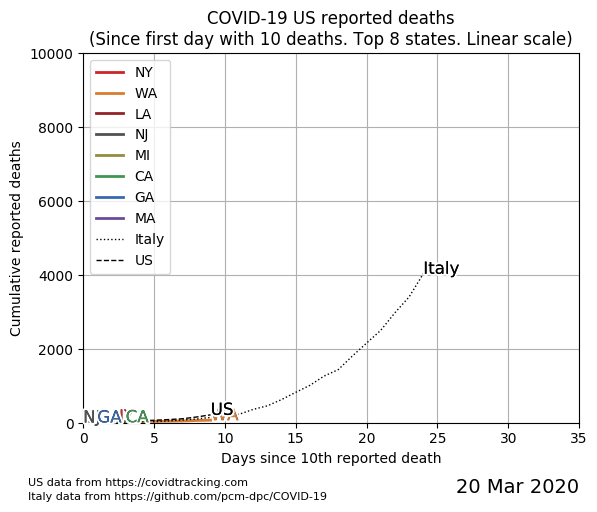 COVID-19 US reported deaths
(Since first day with 10 deaths. Top 8 states. Linear scale)
10000
8000
6000
4000
2000
0
Cumulative reported deaths
NY
WA
LA
NJ
MI
CA
GA
MA
Italy
US
Italy
US
NJ
GA
CA
0 5 10 15 20 25 30 35
Days since 10th reported death
US data from https://covidtracking.com
Italy data from https://github.com/pcm-dpc/COVID-19
20 Mar 2020